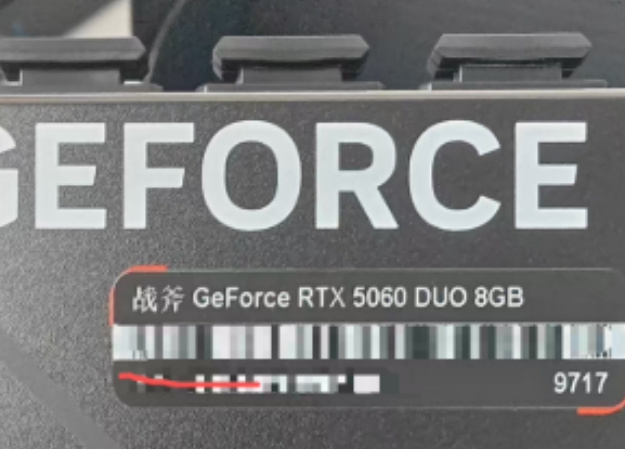 GEFORCE
战斧 GeForce RTX 5060 DUO 8GB
9717